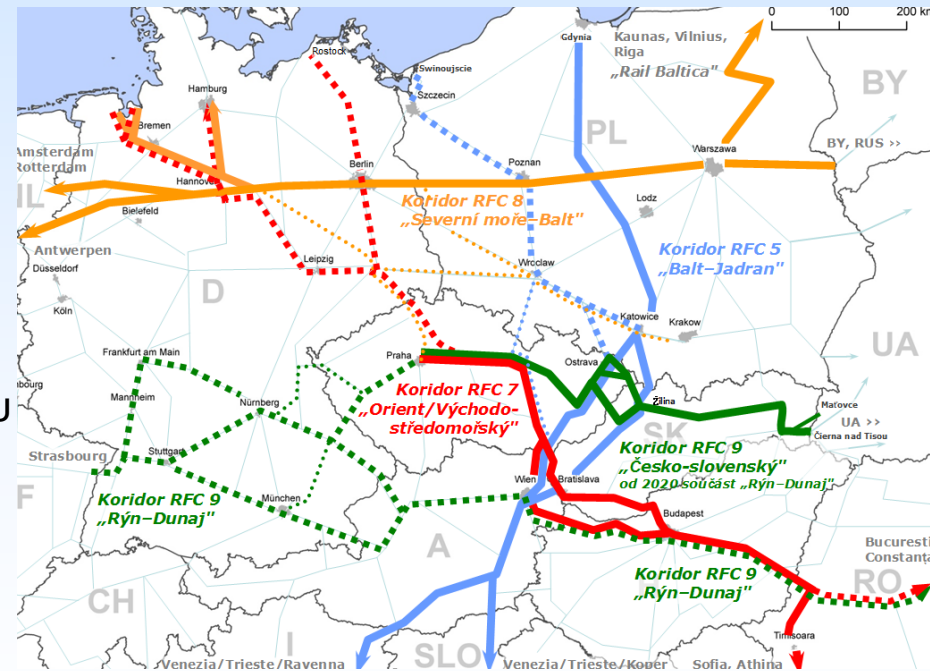 0 100 200 km
Gdynia
Kaunas, Vilnius,
Riga
„Rail Baltica"
Rostock
Swinoujscie
Szczecin
BY
Hamburg
Bremen
PL
Amsterdam
Rotterdam
Berlin
Poznan
Warszawa
BY, RUS >>
Hannover
NL
Bielefeld
Koridor RFC 8
„Severní moře–Balt"
Lodz
Antwerpen
Koridor RFC 5
„Balt–Jadran"
Düsseldorf
Leipzig
Wroclaw
D
Köln
Katowice
Krakow
UA
Frankfurt am Main
Praha
Ostrava
Mannheim
Nürnberg
Koridor RFC 7
„Orient/Východo-
středomořský"
Žilina
Maťovce
UA >>
Čierna nad Tisou
U
SK
Strasbourg
Stuttgart
Koridor RFC 9
„Česko-slovenský"
od 2020 součást „Rýn–Dunaj"
F
Koridor RFC 9
„Rýn–Dunaj"
München
Wien
Bratislava
Budapest
A
Bucuresti
Constanța
Koridor RFC 9
„Rýn–Dunaj"
RO
CH
Timisoara
I
SLO
Venezia/Trieste/Ravenna
Venezia/Trieste/Koper
Sofia, Athina